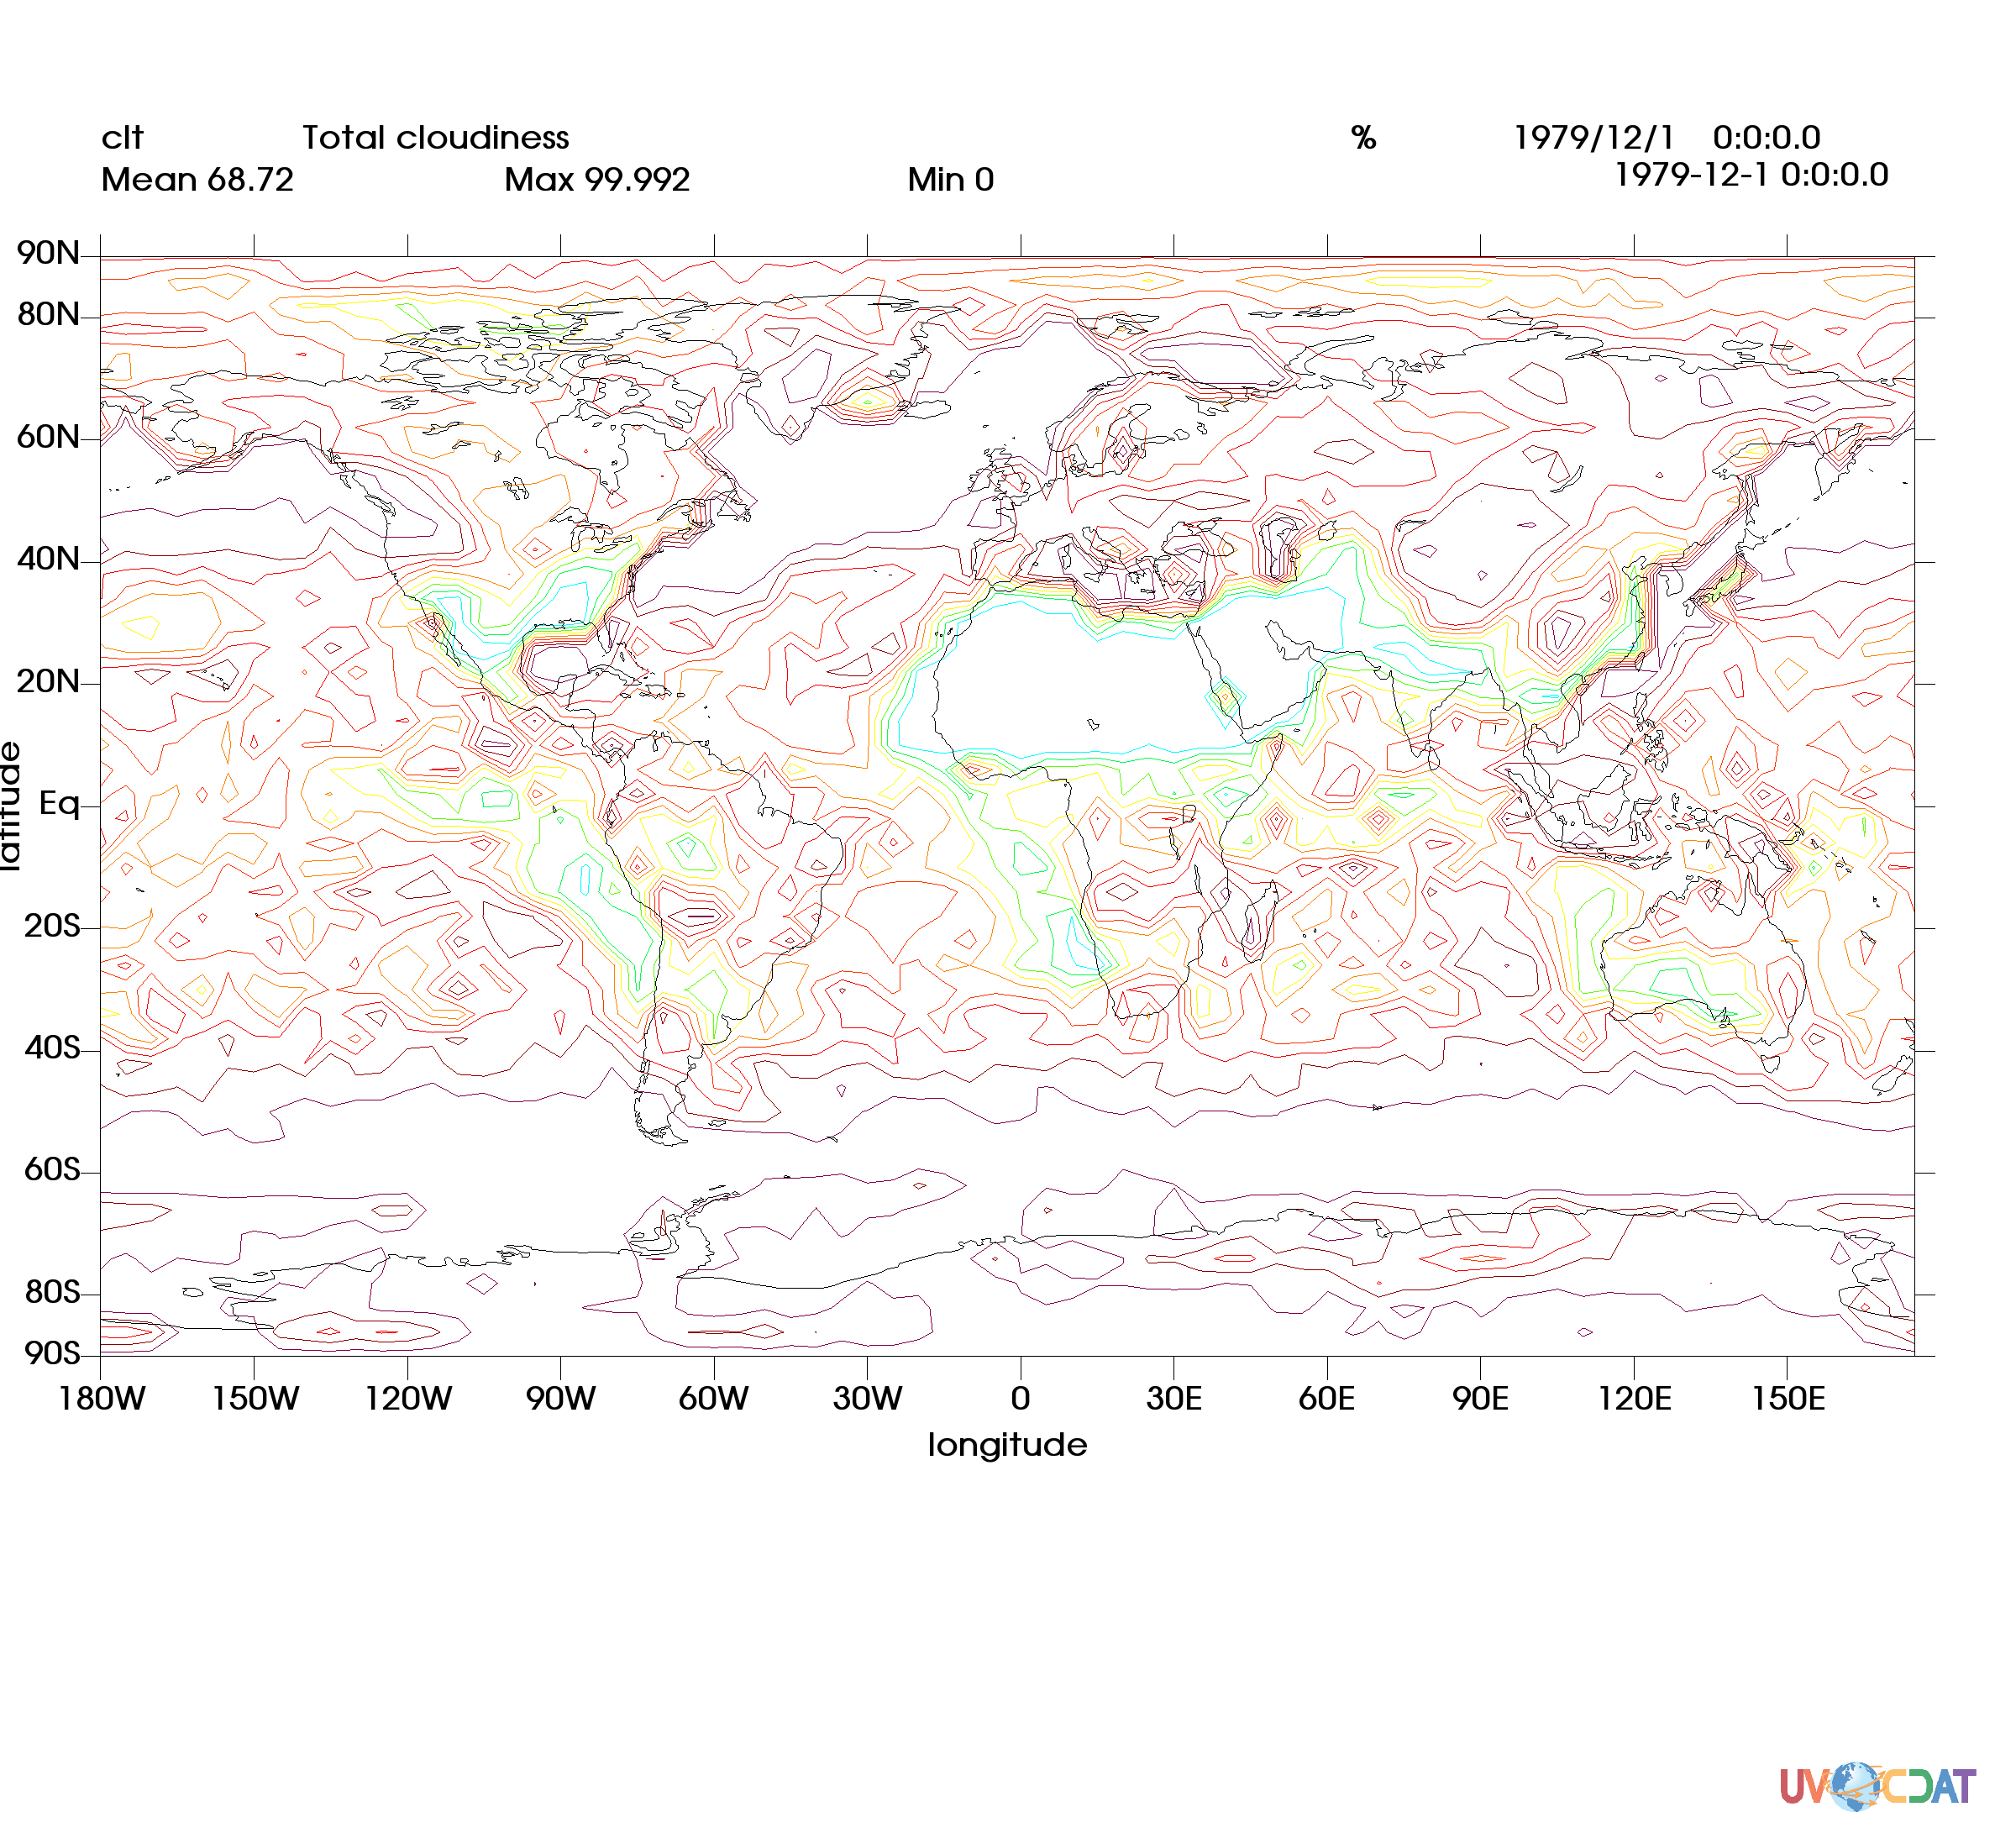 clt Total cloudiness % 1979/12/1 0:0:0.0
Mean 68.72 Max 99.992 Min 0 1979-12-1 0:0:0.0
90N
80N
60N
40N
20N
Eq
20S
40S
60S
80S
90S
latitude
180W 150W 120W 90W 60W 30W 0 30E 60E 90E 120E 150E
longitude
UV CDAT